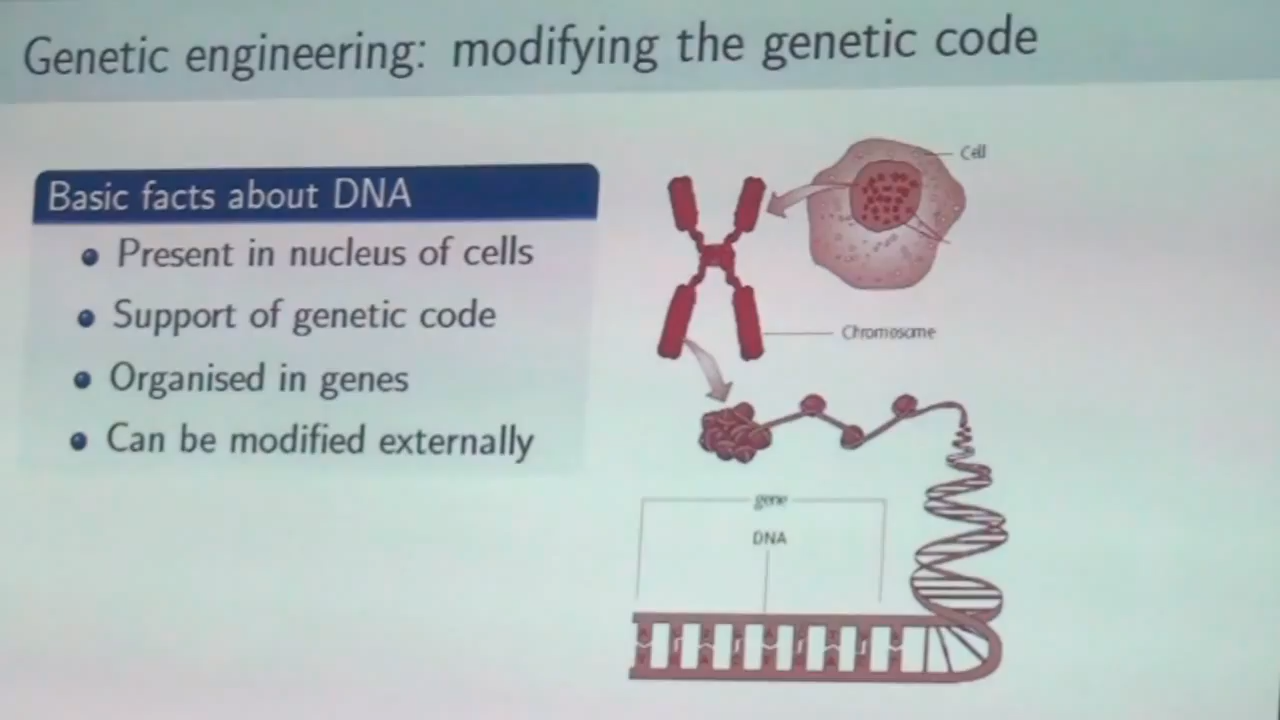 Genetic engineering: modifying the genetic code
Basic facts about DNA
Present in nucleus of cells
Support of genetic code
Organised in genes
Can be modified externally
Cell
Chromosome
gene
DNA